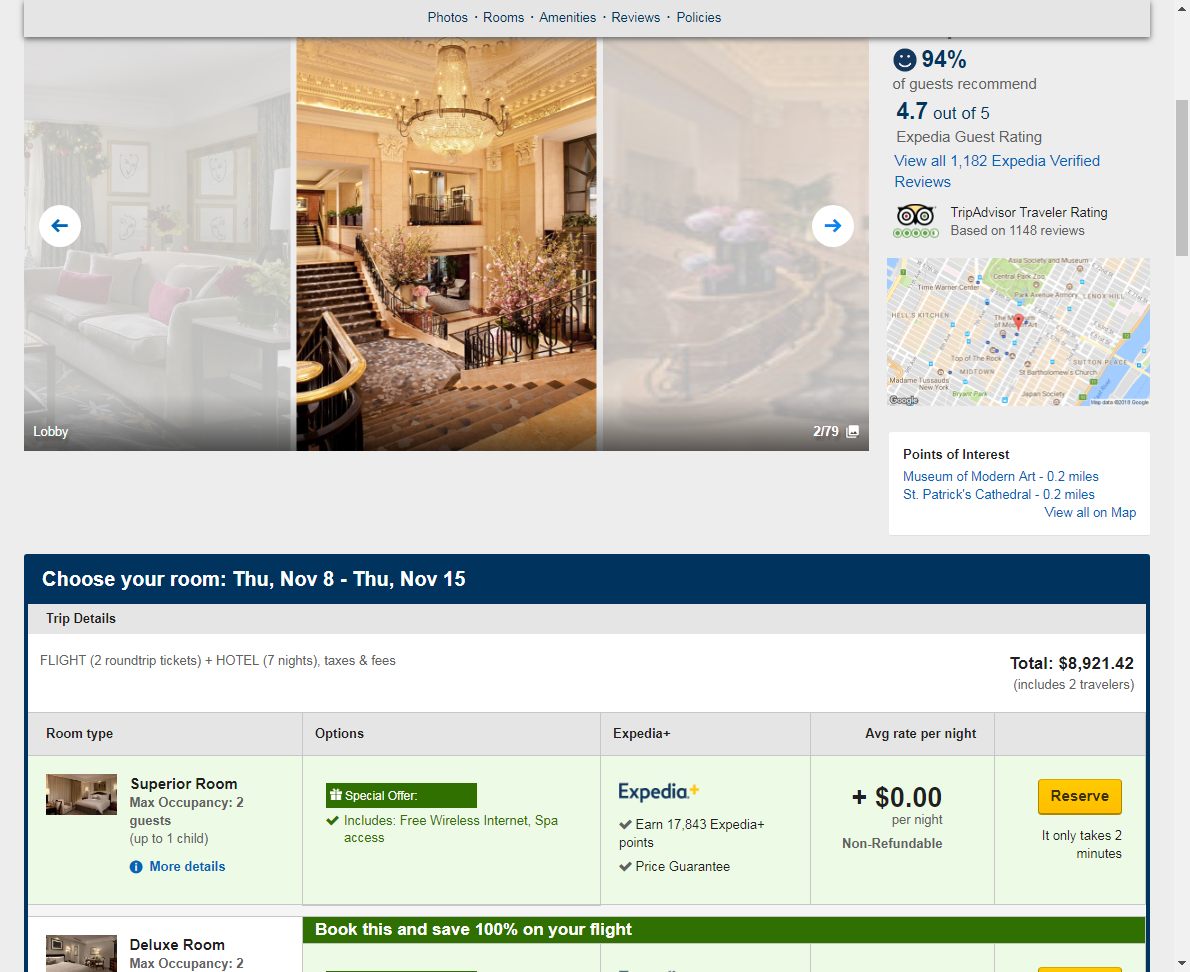 Photos · Rooms · Amenities · Reviews · Policies
94%
of guests recommend
4.7 out of 5
Expedia Guest Rating
View all 1,182 Expedia Verified
Reviews
TripAdvisor Traveler Rating
Based on 1148 reviews
Asia Society and Museum
Central Park Zoo
Time Warner Center
Park Avenue Armory
LENOX HILL
HELL'S KITCHEN
The Museum
of Modern Art
Top of The Rock
SUTTON PLACE
MIDTOWN
St Bartholomew's Church
Madame Tussauds
New York
Bryant Park
Japan Society
Google
Map data ©2018 Google
Lobby
2/79
Points of Interest
Museum of Modern Art - 0.2 miles
St. Patrick's Cathedral - 0.2 miles
View all on Map
Choose your room: Thu, Nov 8 - Thu, Nov 15
Trip Details
FLIGHT (2 roundtrip tickets) + HOTEL (7 nights), taxes & fees
Total: $8,921.42
(includes 2 travelers)
Room type
Options
Expedia+
Avg rate per night
Superior Room
Max Occupancy: 2
guests
(up to 1 child)
More details
Special Offer:
Includes: Free Wireless Internet, Spa
access
Expedia+
Earn 17,843 Expedia+
points
Price Guarantee
+ $0.00
per night
Non-Refundable
Reserve
It only takes 2
minutes
Book this and save 100% on your flight
Deluxe Room
Max Occupancy: 2